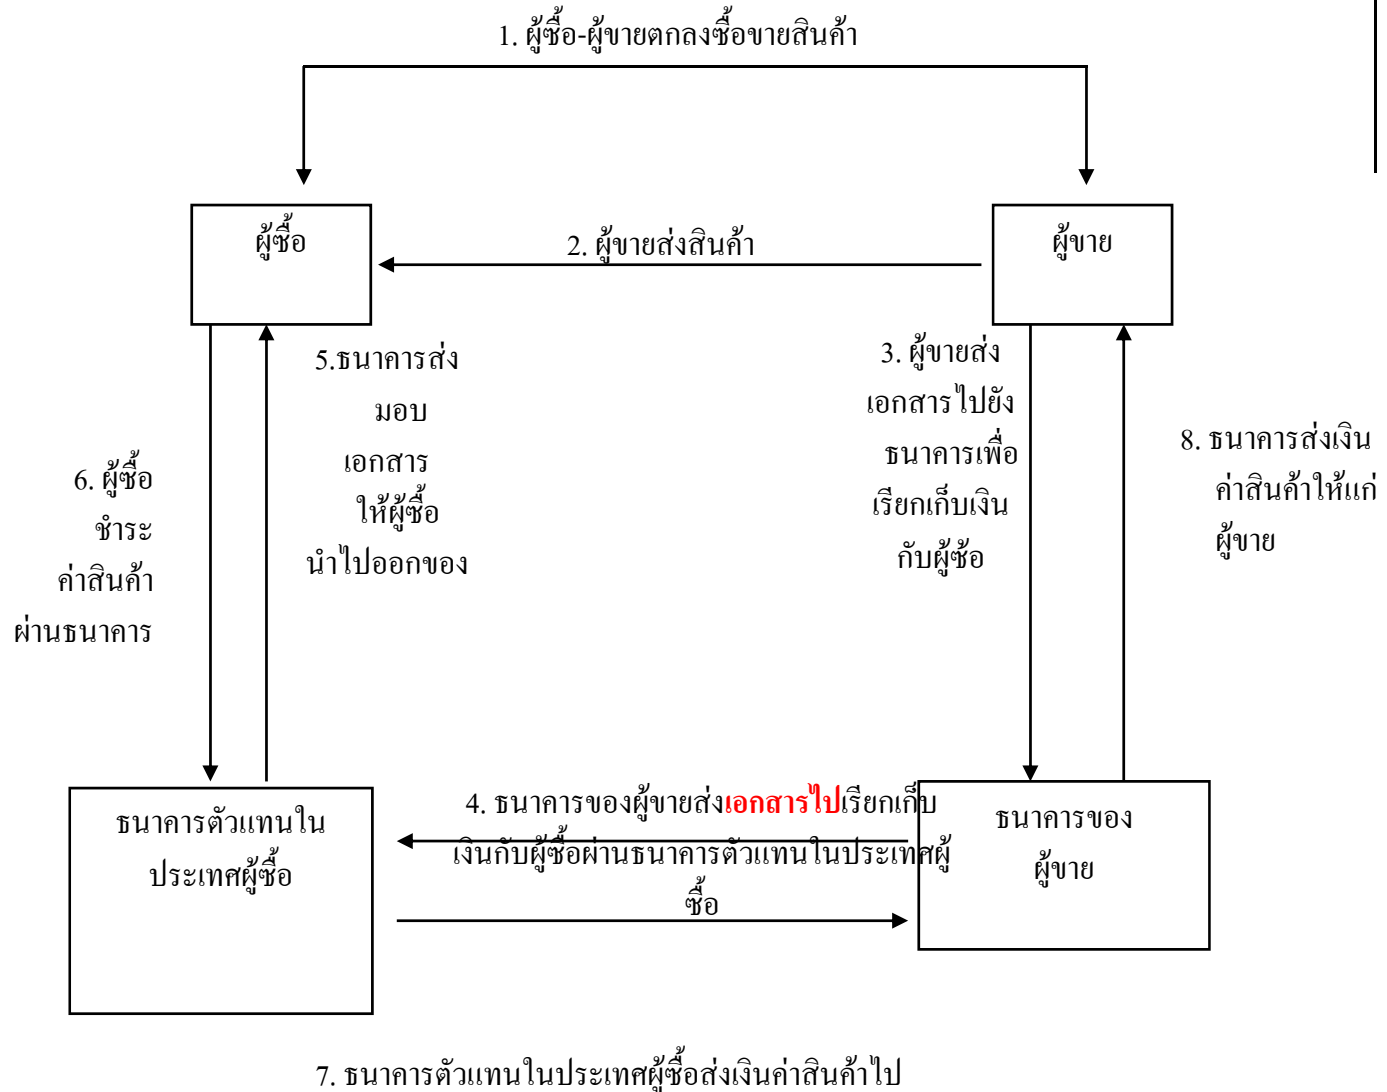 1. ผู้ซื้อ-ผู้ขายตกลงซื้อขายสินค้า
ผู้ซื้อ
2. ผู้ขายส่งสินค้า
ผู้ขาย
5.ธนาคารส่ง
มอบ
เอกสาร
ให้ผู้ซื้อ
นำไปออกของ
3. ผู้ขายส่ง
เอกสารไปยัง
ธนาคารเพื่อ
เรียกเก็บเงิน
กับผู้ซ้อ
8. ธนาคารส่งเงิน
ค่าสินค้าให้แก่
ผู้ขาย
6. ผู้ซื้อ
ชำระ
ค่าสินค้า
ผ่านธนาคาร
ธนาคารตัวแทนใน
ประเทศผู้ซื้อ
4. ธนาคารของผู้ขายส่งเอกสารไปเรียกเก็บ
เงินกับผู้ซื้อผ่านธนาคารตัวแทนในประเทศผู้
ซื้อ
ธนาคารของ
ผู้ขาย
7. ธนาคารตัวแทนในประเทศผู้ซื้อส่งเงินค่าสินค้าไป